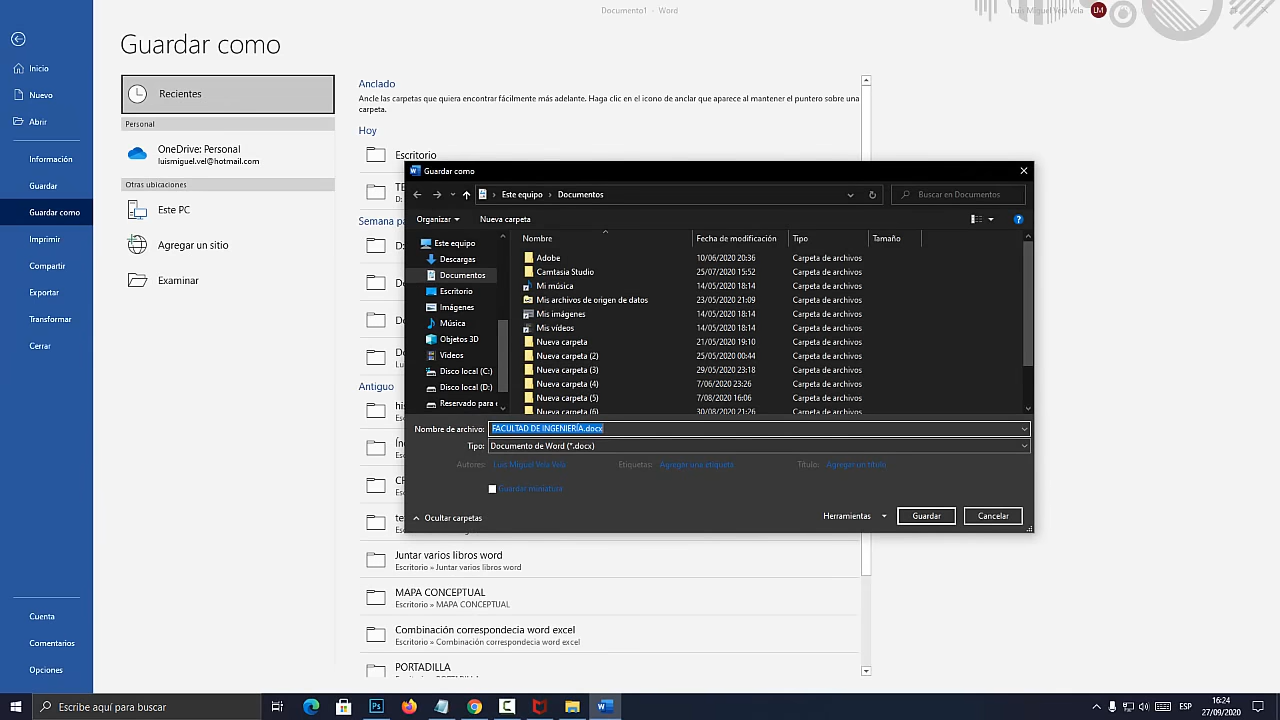 Documento1 - Word
Luis Miguel Vela Vela
LM
Guardar como
Inicio
Nuevo
Abrir
Información
Guardar
Guardar como
Imprimir
Compartir
Exportar
Transformar
Cerrar
Cuenta
Comentarios
Opciones
Recientes
Personal
OneDrive: Personal
luismiguel.vel@hotmail.com
Otras ubicaciones
Este PC
Agregar un sitio
Examinar
Anclado
Ancle las carpetas que quiera encontrar fácilmente más adelante. Haga clic en el icono de anclar que aparece al mantener el puntero sobre una
carpeta.
Hoy
Escritorio
D:
Semana pa
Antiguo
Juntar varios libros word
Escritorio » Juntar varios libros word
MAPA CONCEPTUAL
Escritorio » MAPA CONCEPTUAL
Combinación correspondecia word excel
Escritorio » Combinación correspondecia word excel
PORTADILLA
Guardar como
Este equipo > Documentos
Buscar en Documentos
Organizar
Nueva carpeta
Este equipo
Descargas
Documentos
Escritorio
Imágenes
Música
Objetos 3D
Vídeos
Disco local (C:)
Disco local (D:)
Reservado para
Nombre Fecha de modificación Tipo Tamaño
Adobe 10/06/2020 20:36 Carpeta de archivos
Camtasia Studio 25/07/2020 15:52 Carpeta de archivos
Mi música 14/05/2020 18:14 Carpeta de archivos
Mis archivos de origen de datos 23/05/2020 21:09 Carpeta de archivos
Mis imágenes 14/05/2020 18:14 Carpeta de archivos
Mis vídeos 14/05/2020 18:14 Carpeta de archivos
Nueva carpeta 21/05/2020 19:10 Carpeta de archivos
Nueva carpeta (2) 25/05/2020 00:44 Carpeta de archivos
Nueva carpeta (3) 29/05/2020 23:18 Carpeta de archivos
Nueva carpeta (4) 7/06/2020 23:26 Carpeta de archivos
Nueva carpeta (5) 7/08/2020 16:06 Carpeta de archivos
Nueva carpeta (6) 30/08/2020 21:26 Carpeta de archivos
Nombre de archivo: FACULTAD DE INGENIERÍA.docx
Tipo: Documento de Word (*.docx)
Autores: Luis Miguel Vela Vela Etiquetas: Agregar una etiqueta Título: Agregar un título
Guardar miniatura
Ocultar carpetas
Herramientas
Guardar
Cancelar
Escribe aquí para buscar
ESP
16:24
27/09/2020